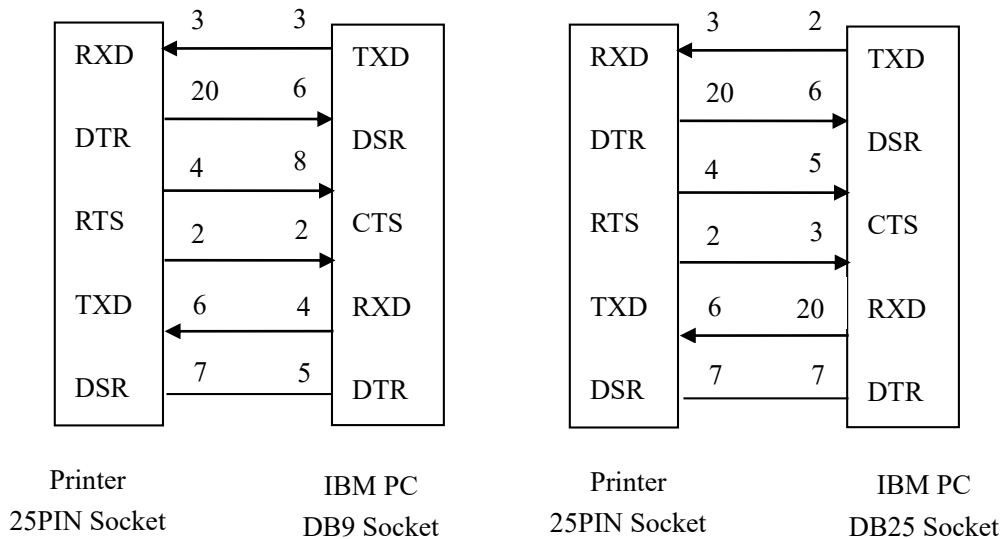 3 3
RXD TXD
20 6
DTR DSR
4 8
RTS CTS
2 2
TXD RXD
6 4
DSR DTR
7 5
Printer
25PIN Socket
IBM PC
DB9 Socket
3 2
RXD TXD
20 6
DTR DSR
4 5
RTS CTS
2 3
TXD RXD
6 20
DSR DTR
7 7
Printer
25PIN Socket
IBM PC
DB25 Socket